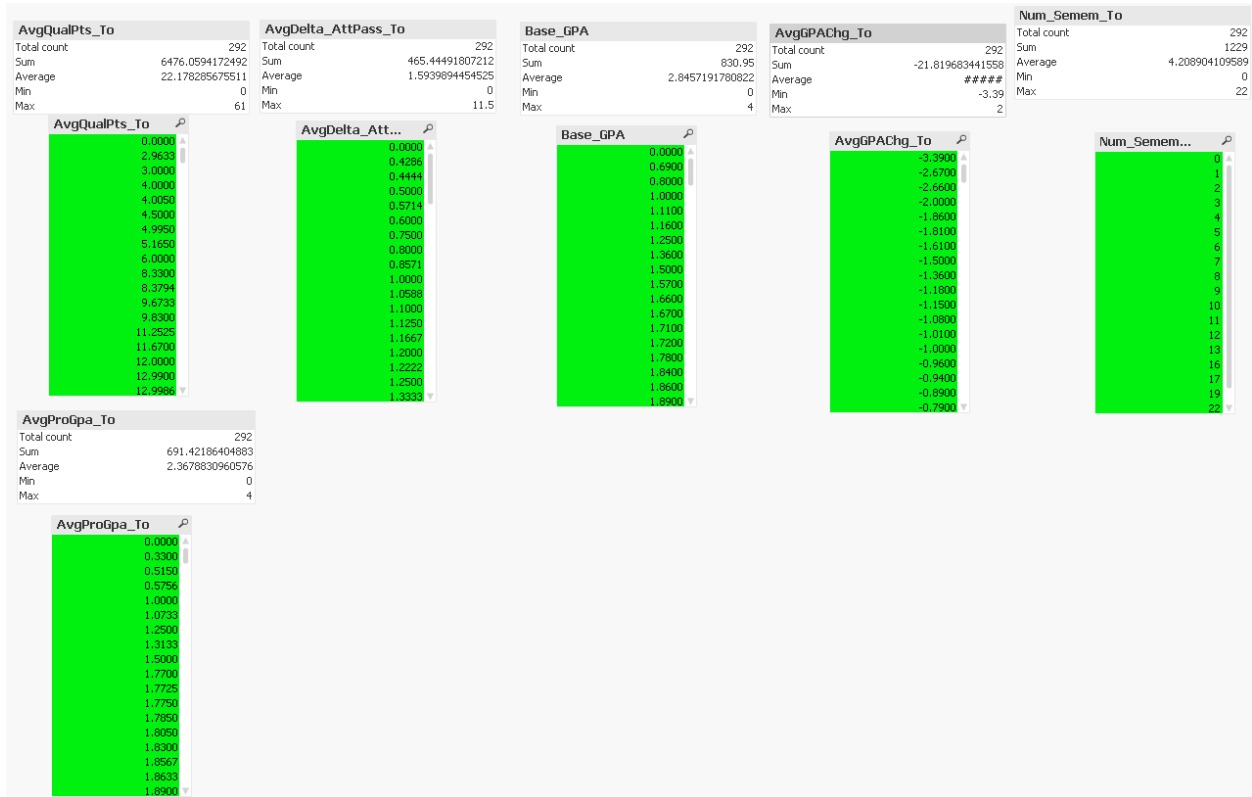 AvgQualPts_To
Total count 292
Sum 6476.0594172492
Average 22.178285675511
Min 0
Max 61
AvgQualPts_To
0.0000
2.9633
3.0000
4.0000
4.0050
4.5000
4.9950
5.1650
6.0000
8.3300
8.3794
9.6733
9.8300
11.2525
11.6700
12.0000
12.9900
12.9986
AvgDelta_AttPass_To
Total count 292
Sum 465.44491807212
Average 1.5939894454525
Min 0
Max 11.5
AvgDelta_Att...
0.0000
0.4286
0.4444
0.5000
0.5714
0.6000
0.7500
0.8000
0.8571
1.0000
1.0588
1.1000
1.1250
1.1667
1.2000
1.2222
1.2500
1.3333
Base_GPA
Total count 292
Sum 830.95
Average 2.8457191780822
Min 0
Max 4
Base_GPA
0.0000
0.6900
0.8000
1.0000
1.1100
1.1600
1.2500
1.3600
1.5000
1.5700
1.6600
1.6700
1.7100
1.7200
1.7800
1.8400
1.8600
1.8900
AvgGPAChg_To
Total count 292
Sum -21.819683441558
Average #####
Min -3.39
Max 2
AvgGPAChg_To
-3.3900
-2.6700
-2.6600
-2.0000
-1.8600
-1.8100
-1.6100
-1.5000
-1.3600
-1.1800
-1.1500
-1.0800
-1.0100
-1.0000
-0.9600
-0.9400
-0.8900
-0.7900
Num_Semem_To
Total count 292
Sum 1229
Average 4.208904109589
Min 0
Max 22
Num_Semem...
0
1
2
3
4
5
6
7
8
9
10
11
12
13
16
17
19
22
AvgProGpa_To
Total count 292
Sum 691.42186404883
Average 2.3678830960576
Min 0
Max 4
AvgProGpa_To
0.0000
0.3300
0.5150
0.5756
1.0000
1.0733
1.2500
1.3133
1.5000
1.7700
1.7725
1.7750
1.7850
1.8050
1.8300
1.8567
1.8633
1.8900